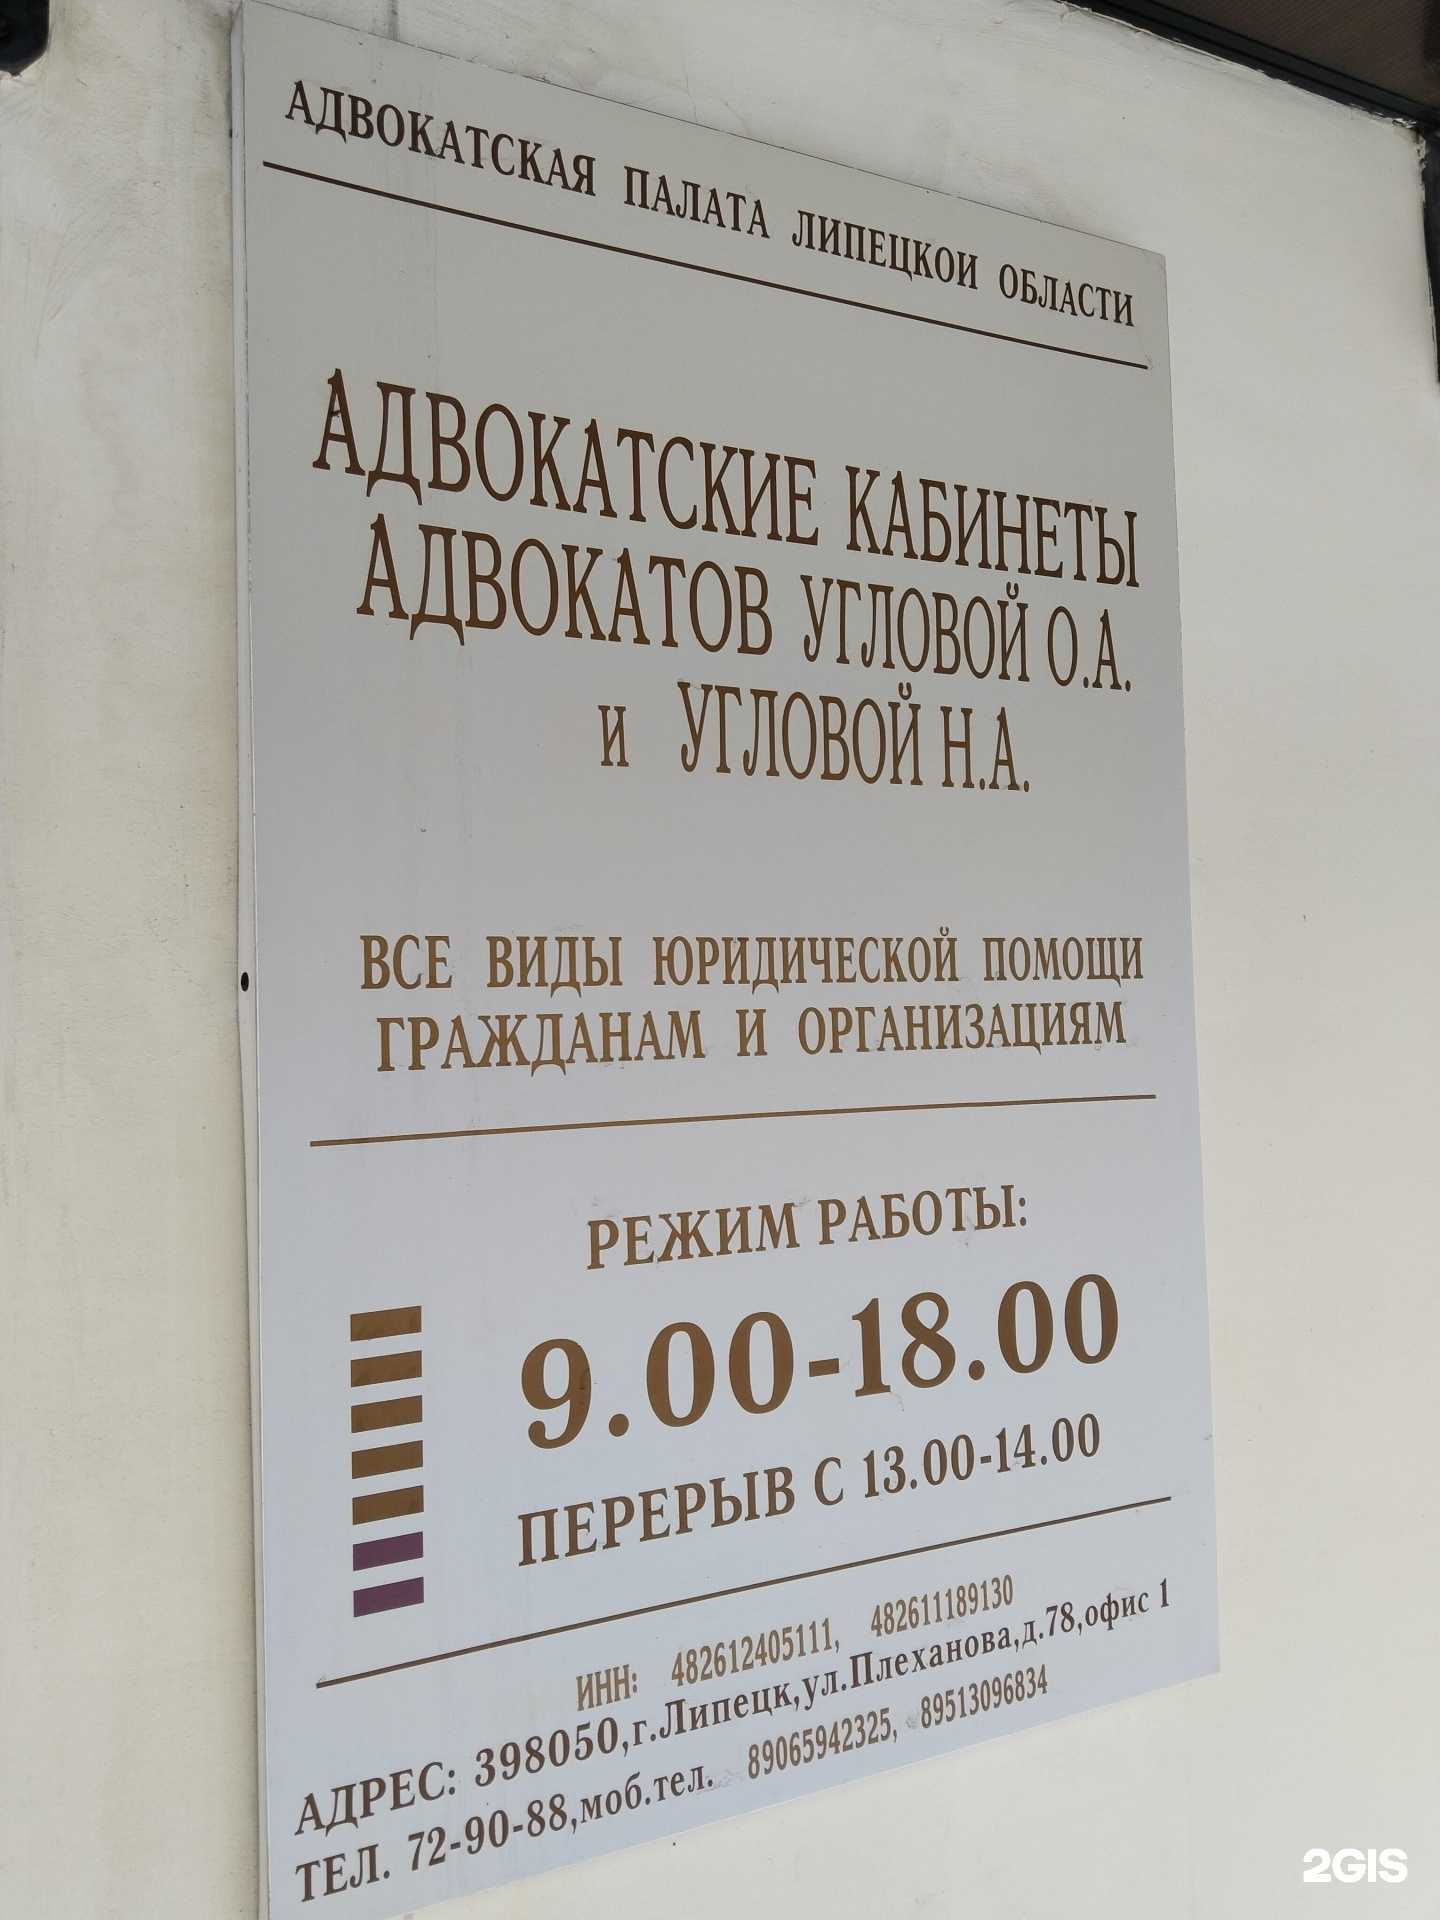 АДВОКАТСКАЯ ПАЛАТА ЛИПЕЦКОИ ОБЛАСТИ
АДВОКАТСКИЕ КАБИНЕТЫ
АДВОКАТОВ УГЛОВОЙ О.А.
и УГЛОВОЙ Н.А.
ВСЕ ВИДЫ ЮРИДИЧЕСКОЙ ПОМОЩИ
ГРАЖДАНАМ И ОРГАНИЗАЦИЯМ
РЕЖИМ РАБОТЫ:
9.00-18.00
ПЕРЕРЫВ С 13.00-14.00
ИНН: 482612405111, 482611189130
АДРЕС: 398050,г.Липецк,ул.Плеханова,д.78,офис 1
ТЕЛ. 72-90-88,моб.тел. 89065942325, 89513096834
2GIS